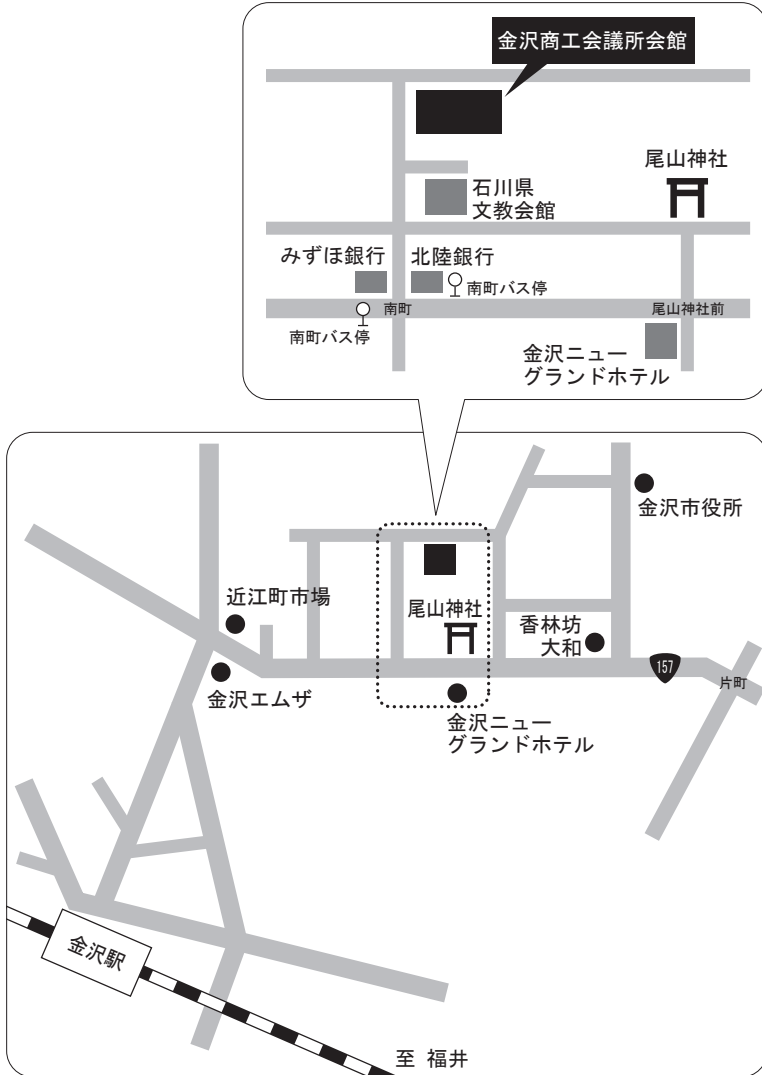 金沢商工会議所会館
尾山神社
石川県
文教会館
みずほ銀行
北陸銀行
南町バス停
南町
尾山神社前
南町バス停
金沢ニュー
グランドホテル
金沢市役所
近江町市場
尾山神社
香林坊
大和
157
片町
金沢エムザ
金沢ニュー
グランドホテル
金沢駅
至 福井